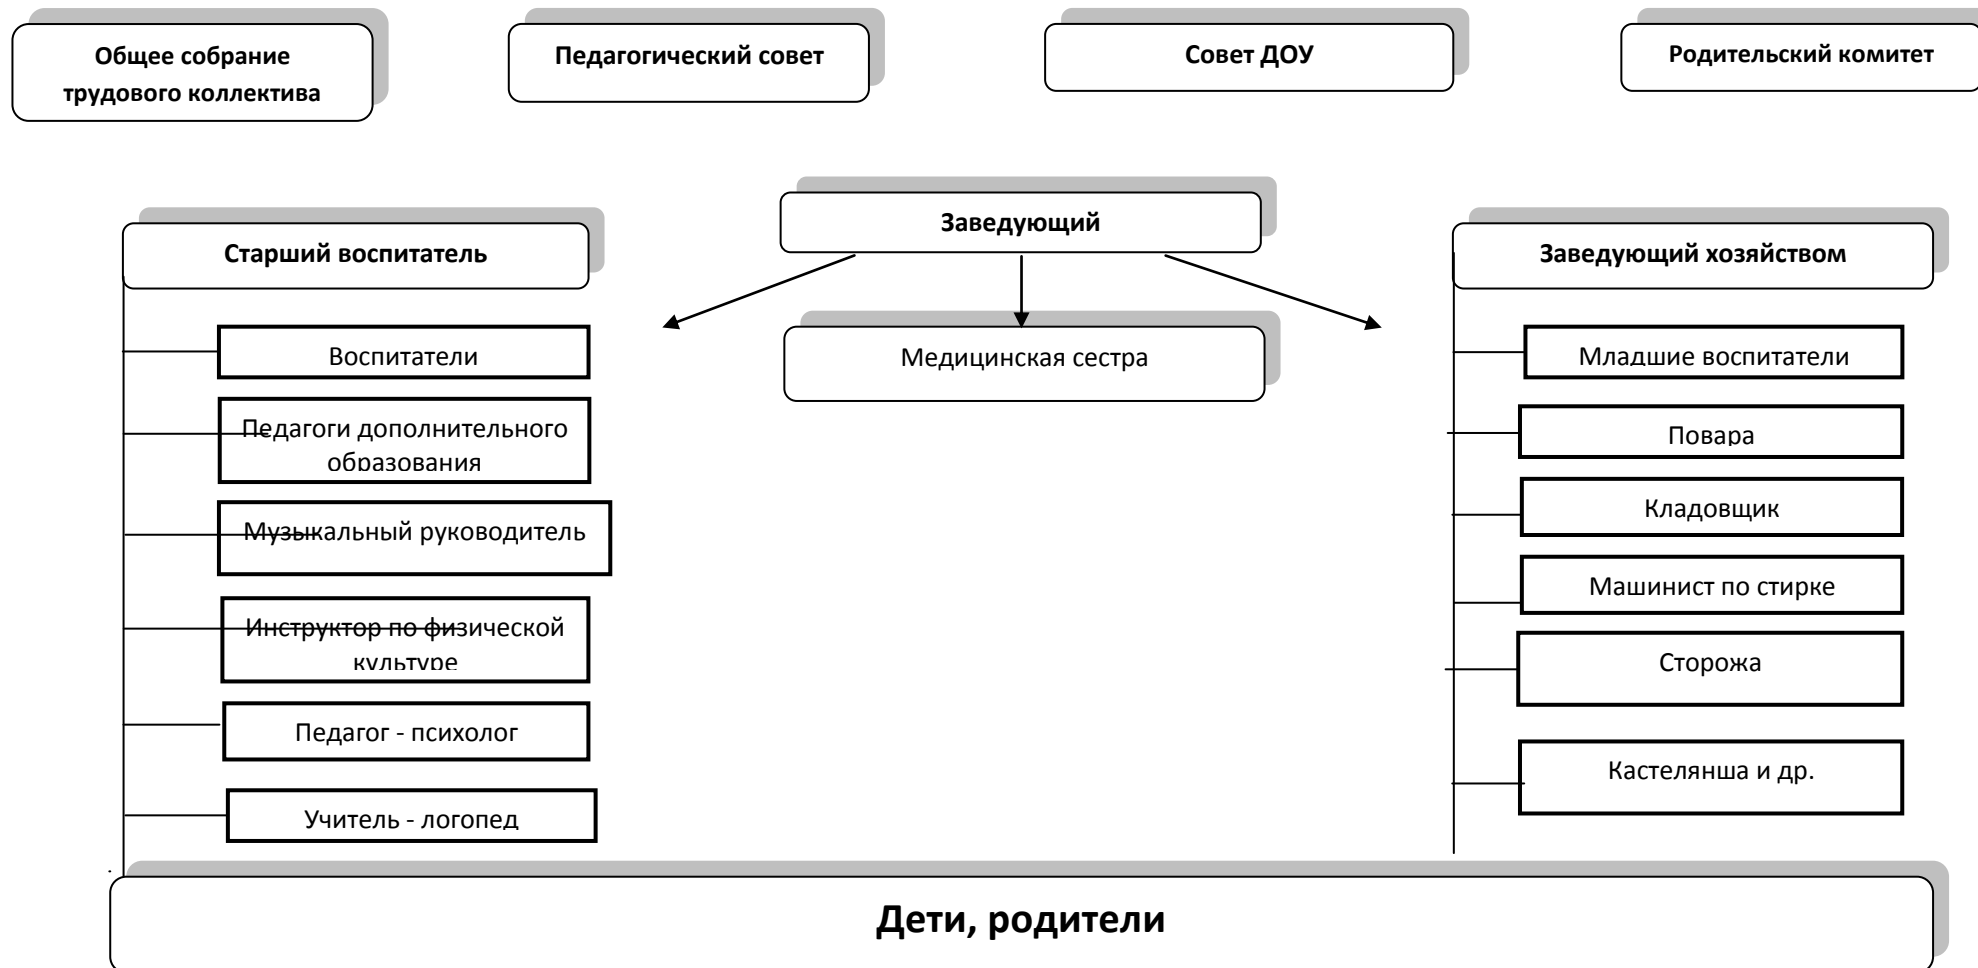 Общее собрание
трудового коллектива
Педагогический совет
Совет ДОУ
Родительский комитет
Заведующий
Старший воспитатель
Заведующий хозяйством
Воспитатели
Педагоги дополнительного
образования
Музыкальный руководитель
Инструктор по физической
культуре
Педагог - психолог
Учитель - логопед
Медицинская сестра
Младшие воспитатели
Повара
Кладовщик
Машинист по стирке
Сторожа
Кастелянша и др.
Дети, родители